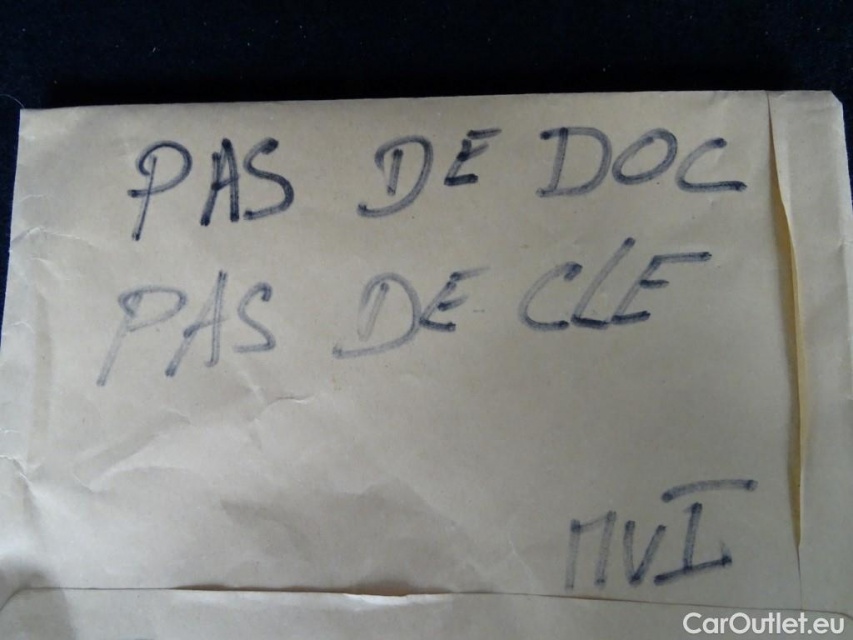 PAS DE DOC
PAS DE CLE
MVI
CarOutlet.eu